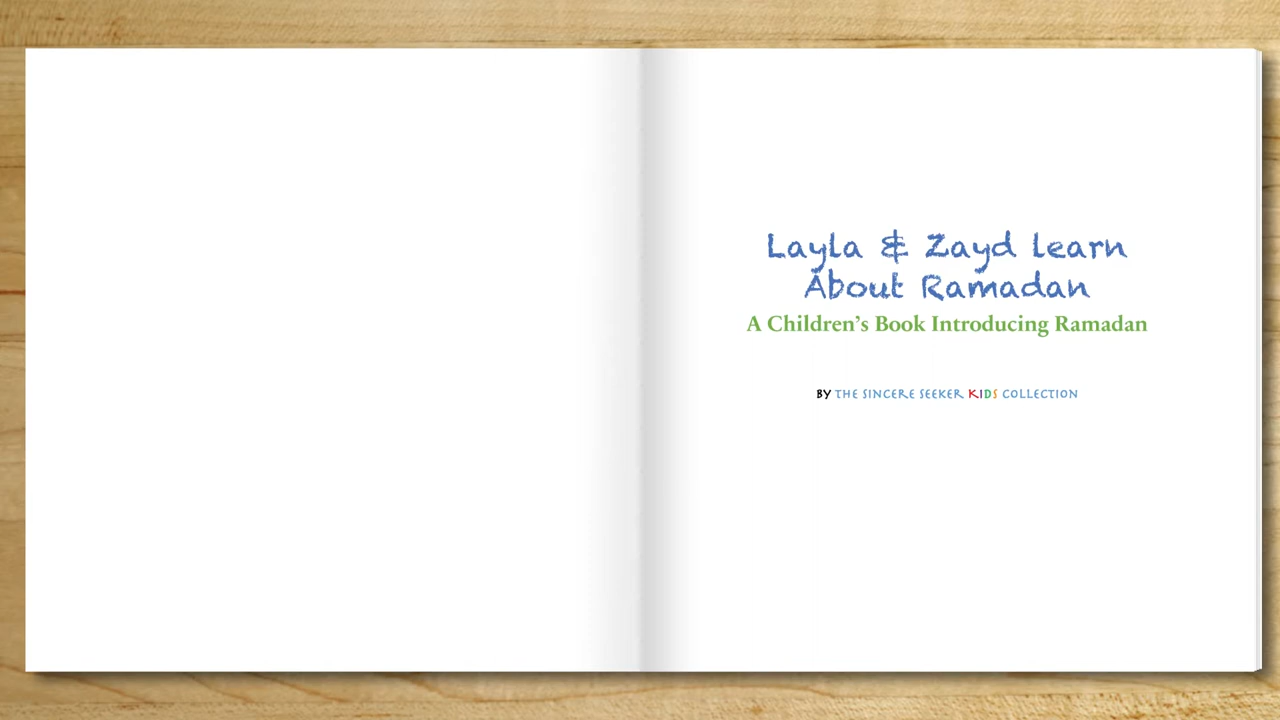 Layla & Zayd learn
About Ramadan
A Children's Book Introducing Ramadan
BY THE SINCERE SEEKER KIDS COLLECTION